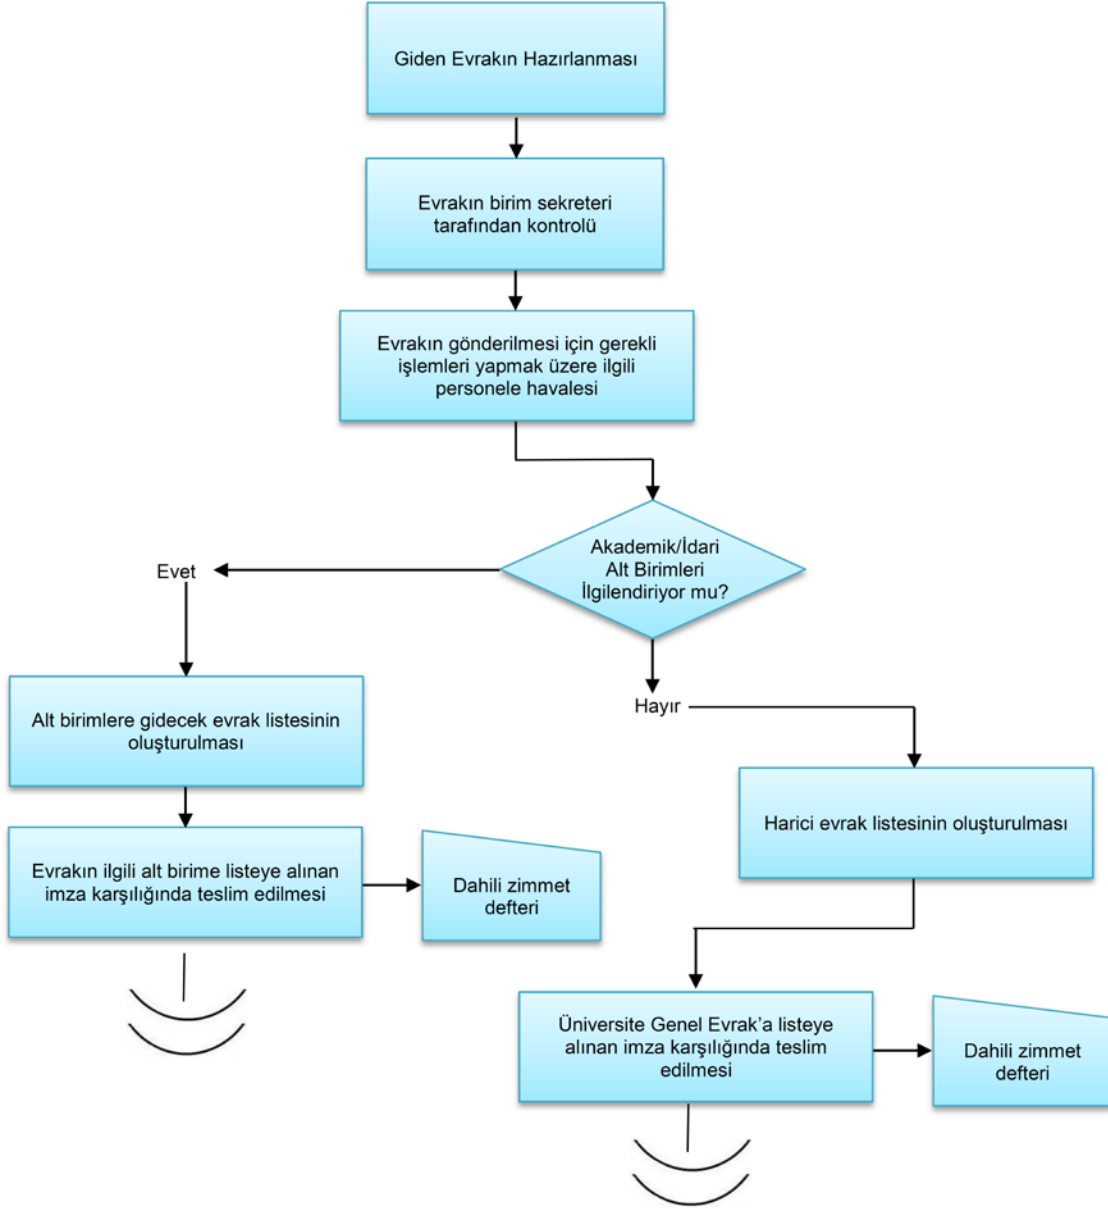 Giden Evrakın Hazırlanması
Evrakın birim sekreteri
tarafından kontrolü
Evrakın gönderilmesi için gerekli
işlemleri yapmak üzere ilgili
personele havalesi
Akademik/İdari
Alt Birimleri
İlgilendiriyor mu?
Evet
Hayır
Alt birimlere gidecek evrak listesinin
oluşturulması
Harici evrak listesinin oluşturulması
Evrakın ilgili alt birime listeye alınan
imza karşılığında teslim edilmesi
Dahili zimmet
defteri
Üniversite Genel Evrak’a listeye
alınan imza karşılığında teslim
edilmesi
Dahili zimmet
defteri